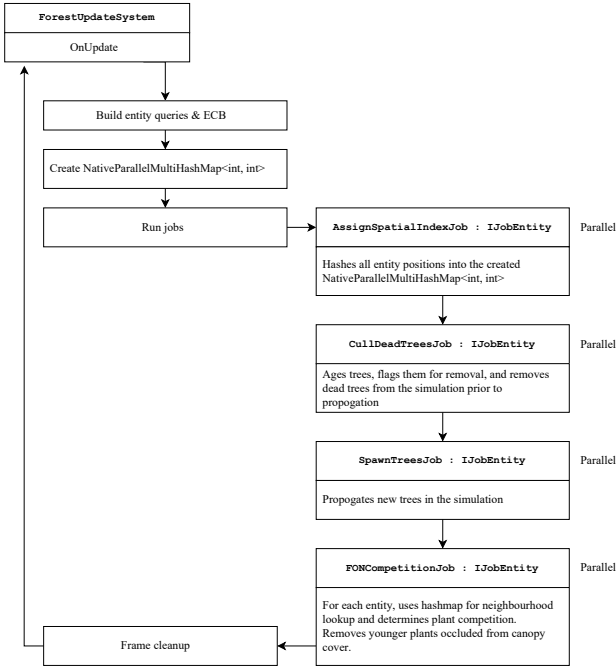 ForestUpdateSystem
OnUpdate
Build entity queries & ECB
Create NativeParallelMultiHashMap<int, int>
Run jobs
AssignSpatialIndexJob : IJobEntity
Parallel
Hashes all entity positions into the created
NativeParallelMultiHashMap<int, int>
CullDeadTreesJob : IJobEntity
Parallel
Ages trees, flags them for removal, and removes
dead trees from the simulation prior to
propogation
SpawnTreesJob : IJobEntity
Parallel
Propogates new trees in the simulation
FONCompetitionJob : IJobEntity
Parallel
For each entity, uses hashmap for neighbourhood
lookup and determines plant competition.
Removes younger plants occluded from canopy
cover.
Frame cleanup